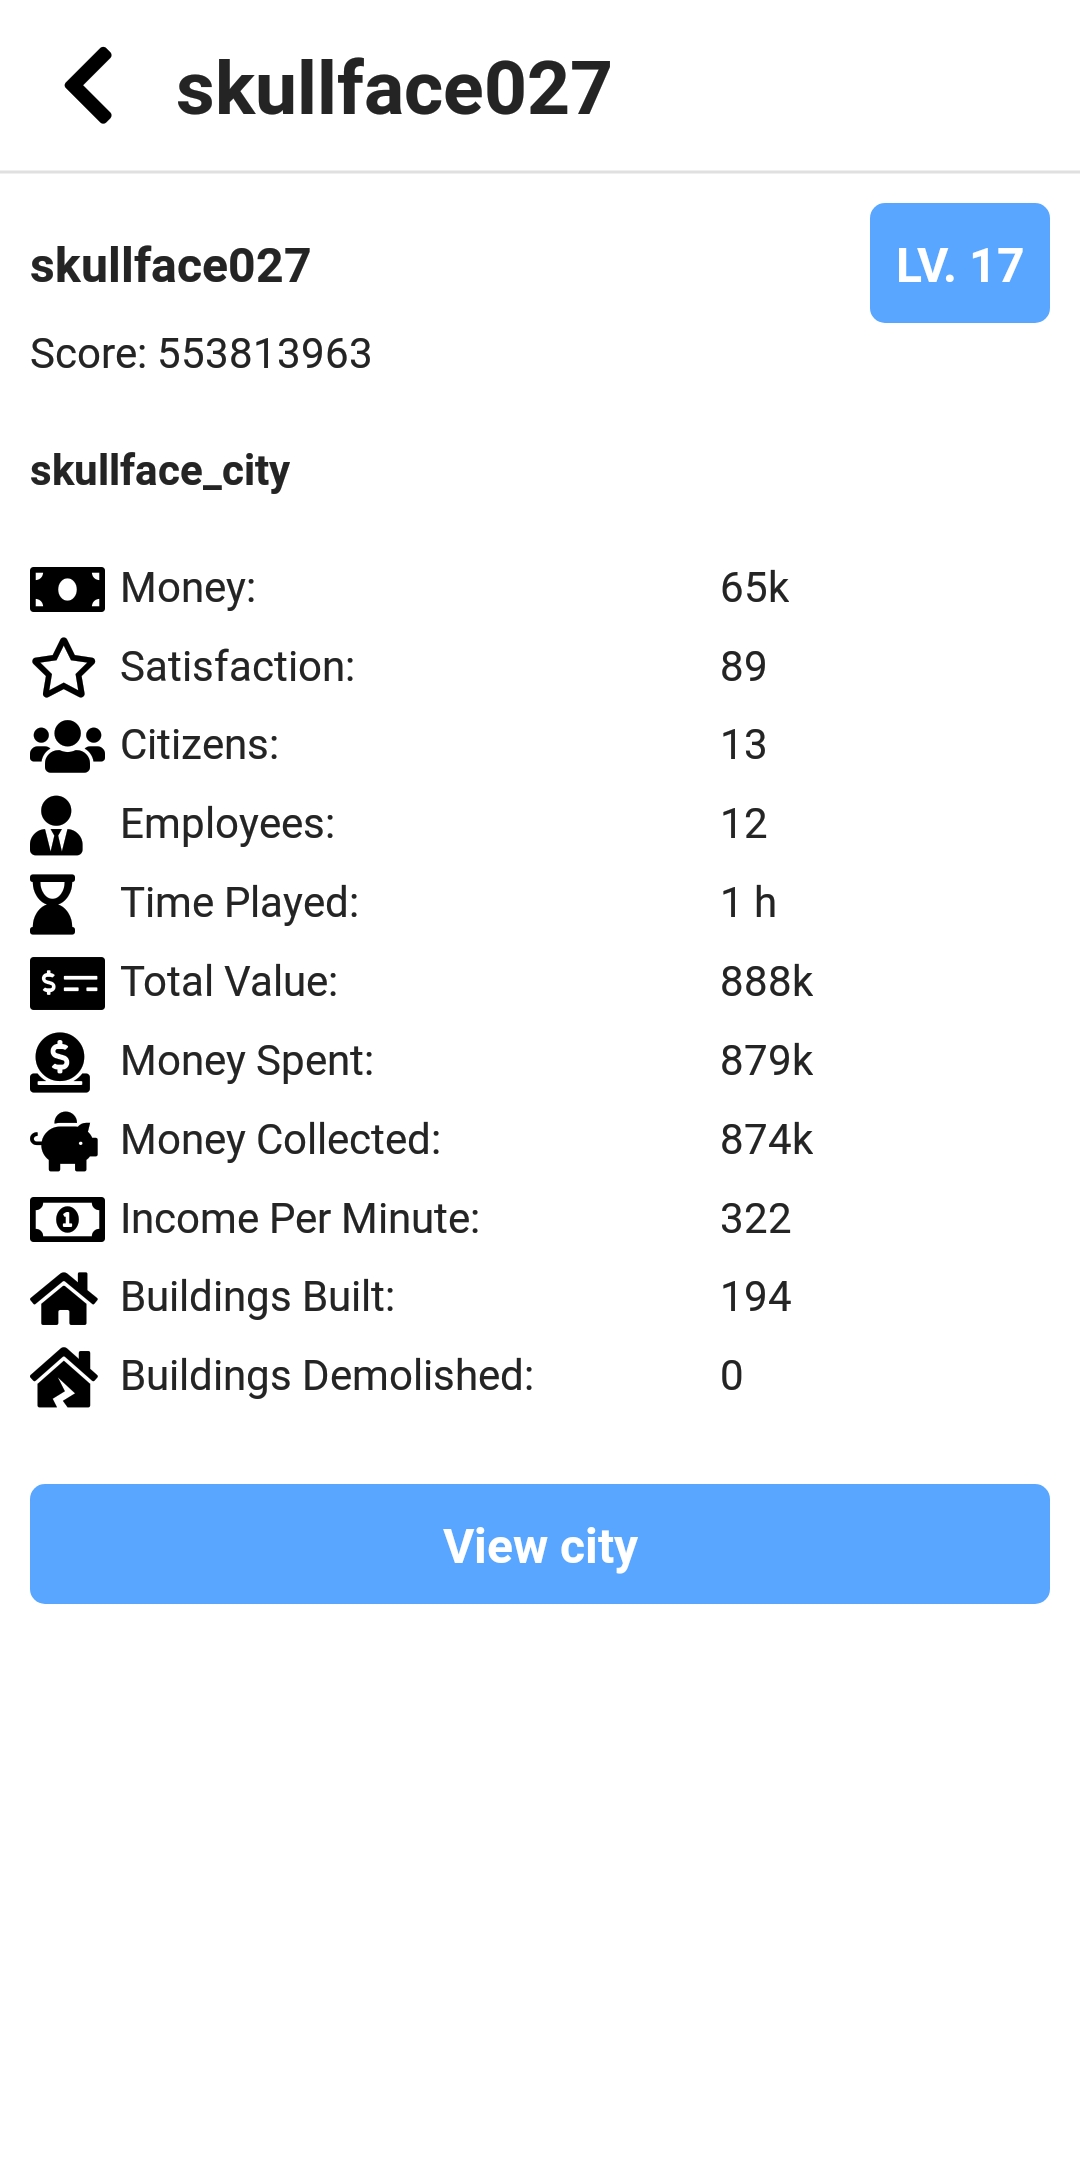 skullface027
skullface027
LV. 17
Score: 553813963
skullface_city
Money: 65k
Satisfaction: 89
Citizens: 13
Employees: 12
Time Played: 1 h
Total Value: 888k
Money Spent: 879k
Money Collected: 874k
Income Per Minute: 322
Buildings Built: 194
Buildings Demolished: 0
View city